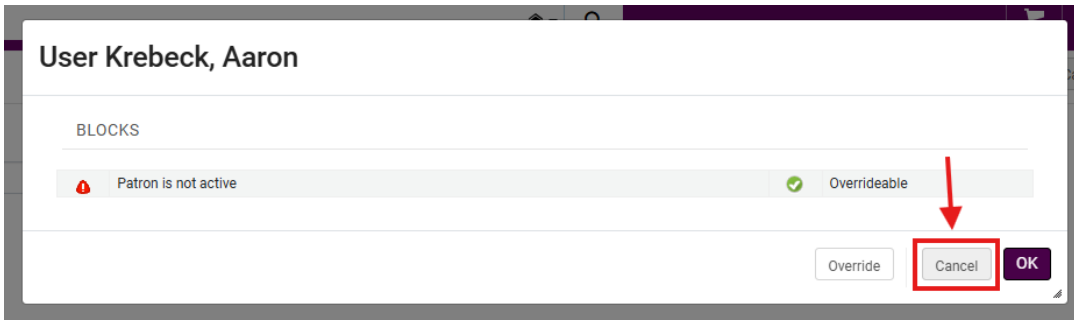 User Krebeck, Aaron
BLOCKS
Patron is not active Overrideable
Override Cancel OK